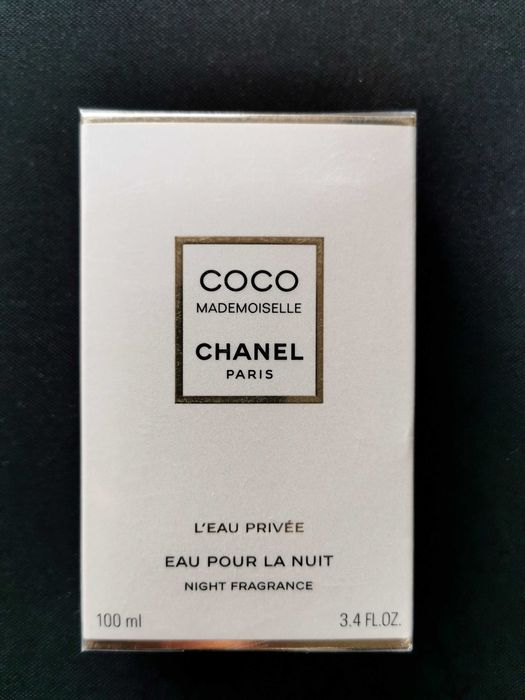 COCO
MADEMOISELLE
CHANEL
PARIS
L'EAU PRIVÉE
EAU POUR LA NUIT
NIGHT FRAGRANCE
100 ml 3.4 FL.OZ.